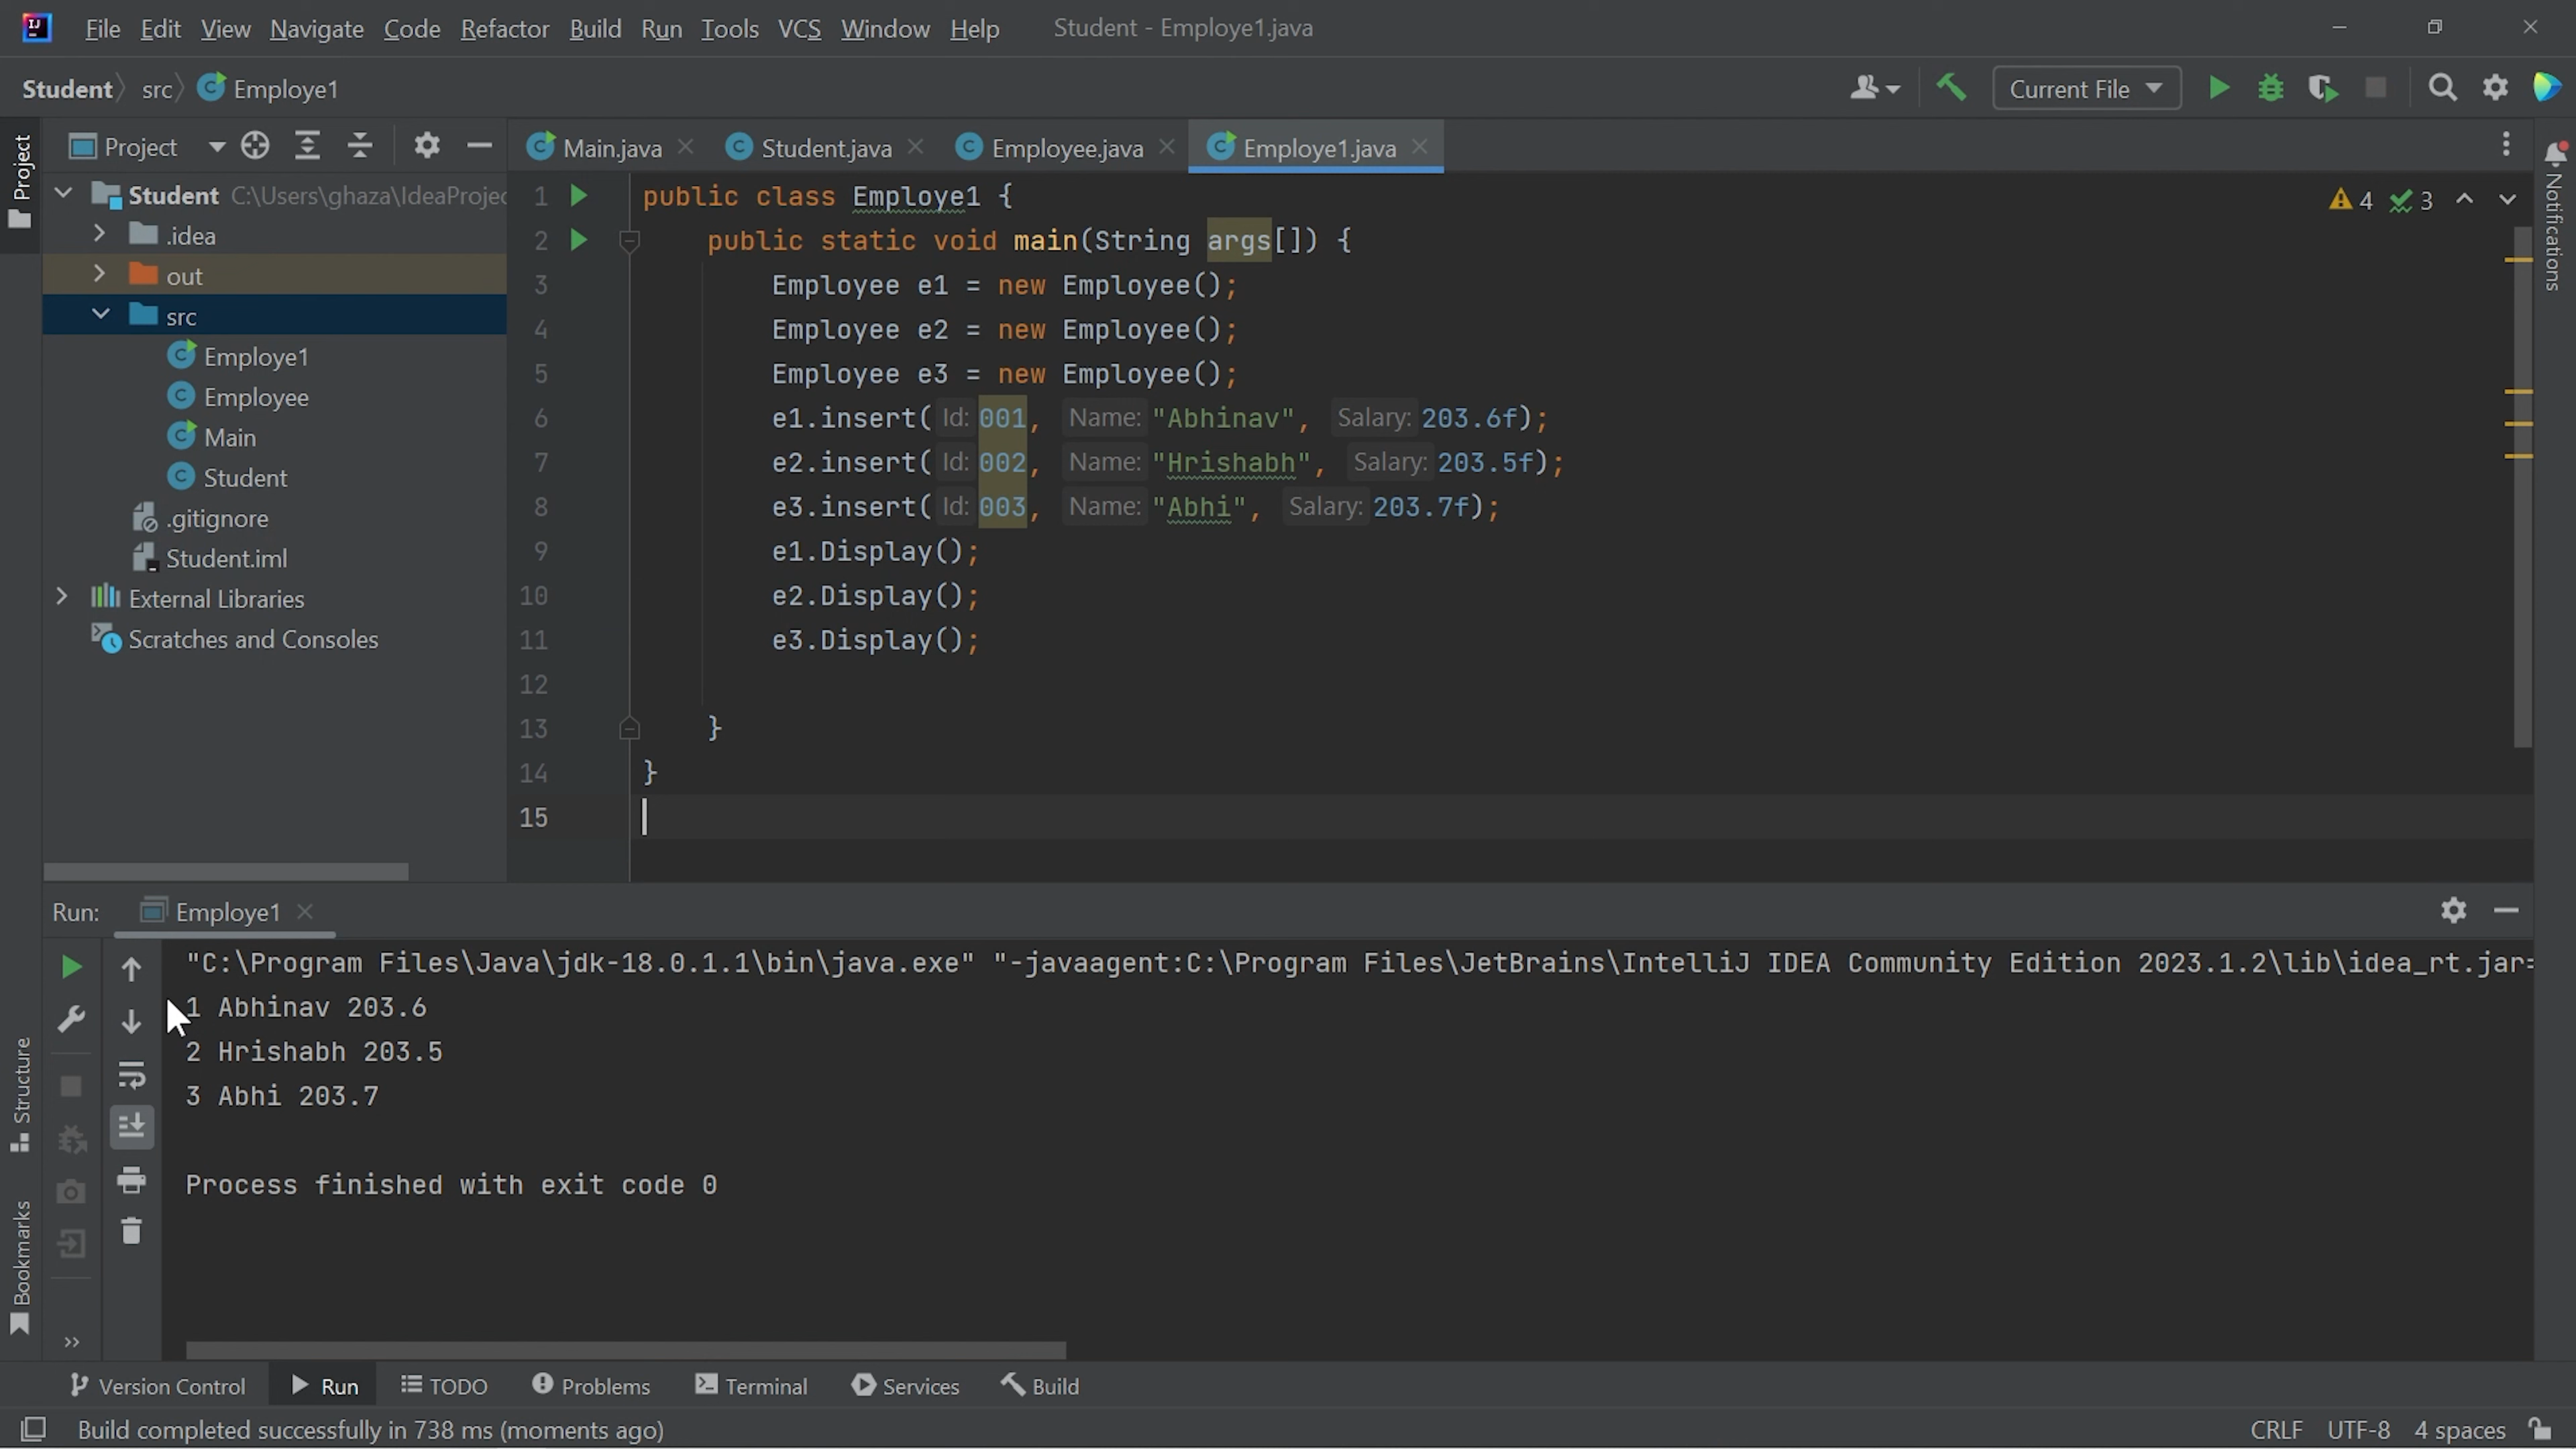 File Edit View Navigate Code Refactor Build Run Tools VCS Window Help Student - Employe1.java
Student src Employe1 Current File
Project Main.java Student.java Employee.java Employe1.java
Project
Notifications
Student C:\Users\ghaza\IdeaProjec
.idea
out
src
Employe1
Employee
Main
Student
.gitignore
Student.iml
External Libraries
Scratches and Consoles
4 3
1 public class Employe1 {
2 public static void main(String args[]) {
3 Employee e1 = new Employee();
4 Employee e2 = new Employee();
5 Employee e3 = new Employee();
6 e1.insert( Id: 001, Name: "Abhinav", Salary: 203.6f);
7 e2.insert( Id: 002, Name: "Hrishabh", Salary: 203.5f);
8 e3.insert( Id: 003, Name: "Abhi", Salary: 203.7f);
9 e1.Display();
10 e2.Display();
11 e3.Display();
12
13 }
14 }
15
Run: Employe1
"C:\Program Files\Java\jdk-18.0.1.1\bin\java.exe" "-javaagent:C:\Program Files\JetBrains\IntelliJ IDEA Community Edition 2023.1.2\lib\idea_rt.jar=
1 Abhinav 203.6
2 Hrishabh 203.5
3 Abhi 203.7
Process finished with exit code 0
Structure
Bookmarks
Version Control Run TODO Problems Terminal Services Build
Build completed successfully in 738 ms (moments ago) CRLF UTF-8 4 spaces